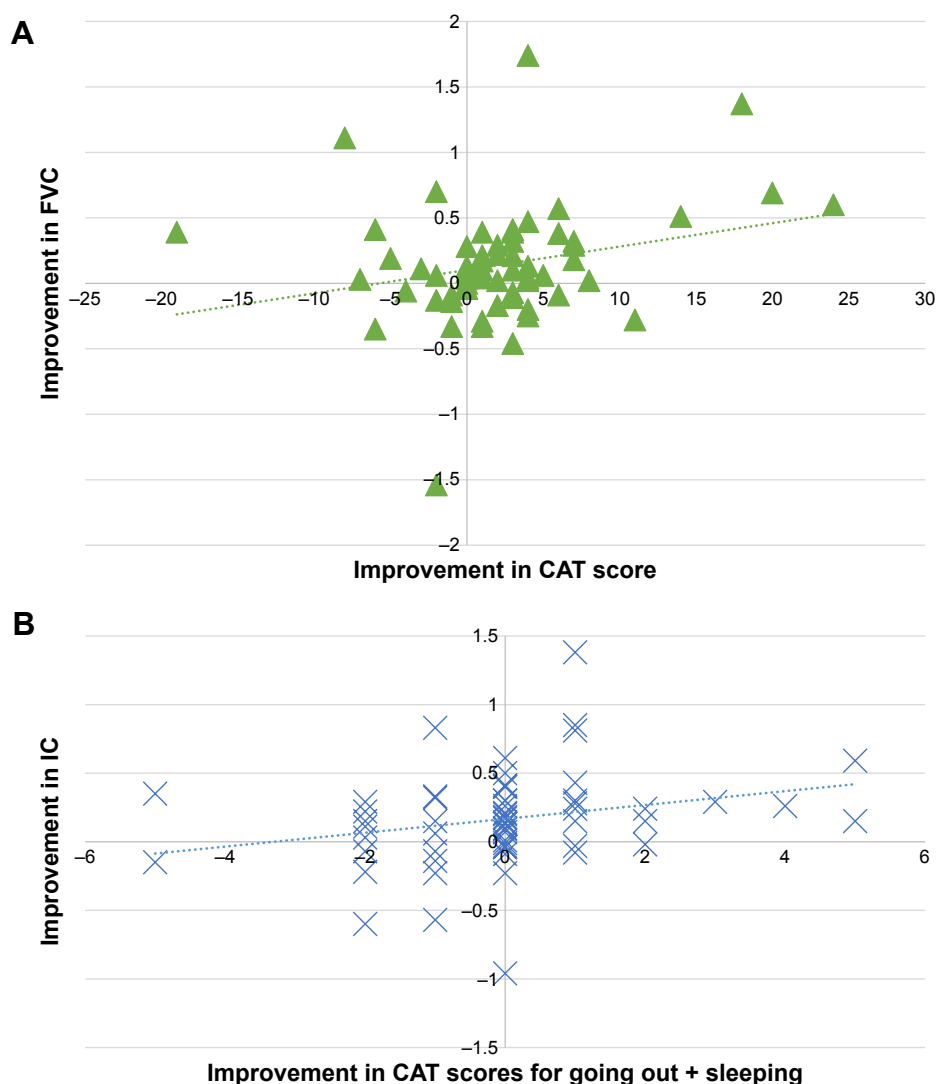 A
2
1.5
1
0.5
0
–0.5
–1
–1.5
–2
–25 –20 –15 –10 –5 0 5 10 15 20 25 30
Improvement in FVC
Improvement in CAT score
B
1.5
1
0.5
0
–0.5
–1
–1.5
–6 –4 –2 0 2 4 6
Improvement in IC
Improvement in CAT scores for going out + sleeping